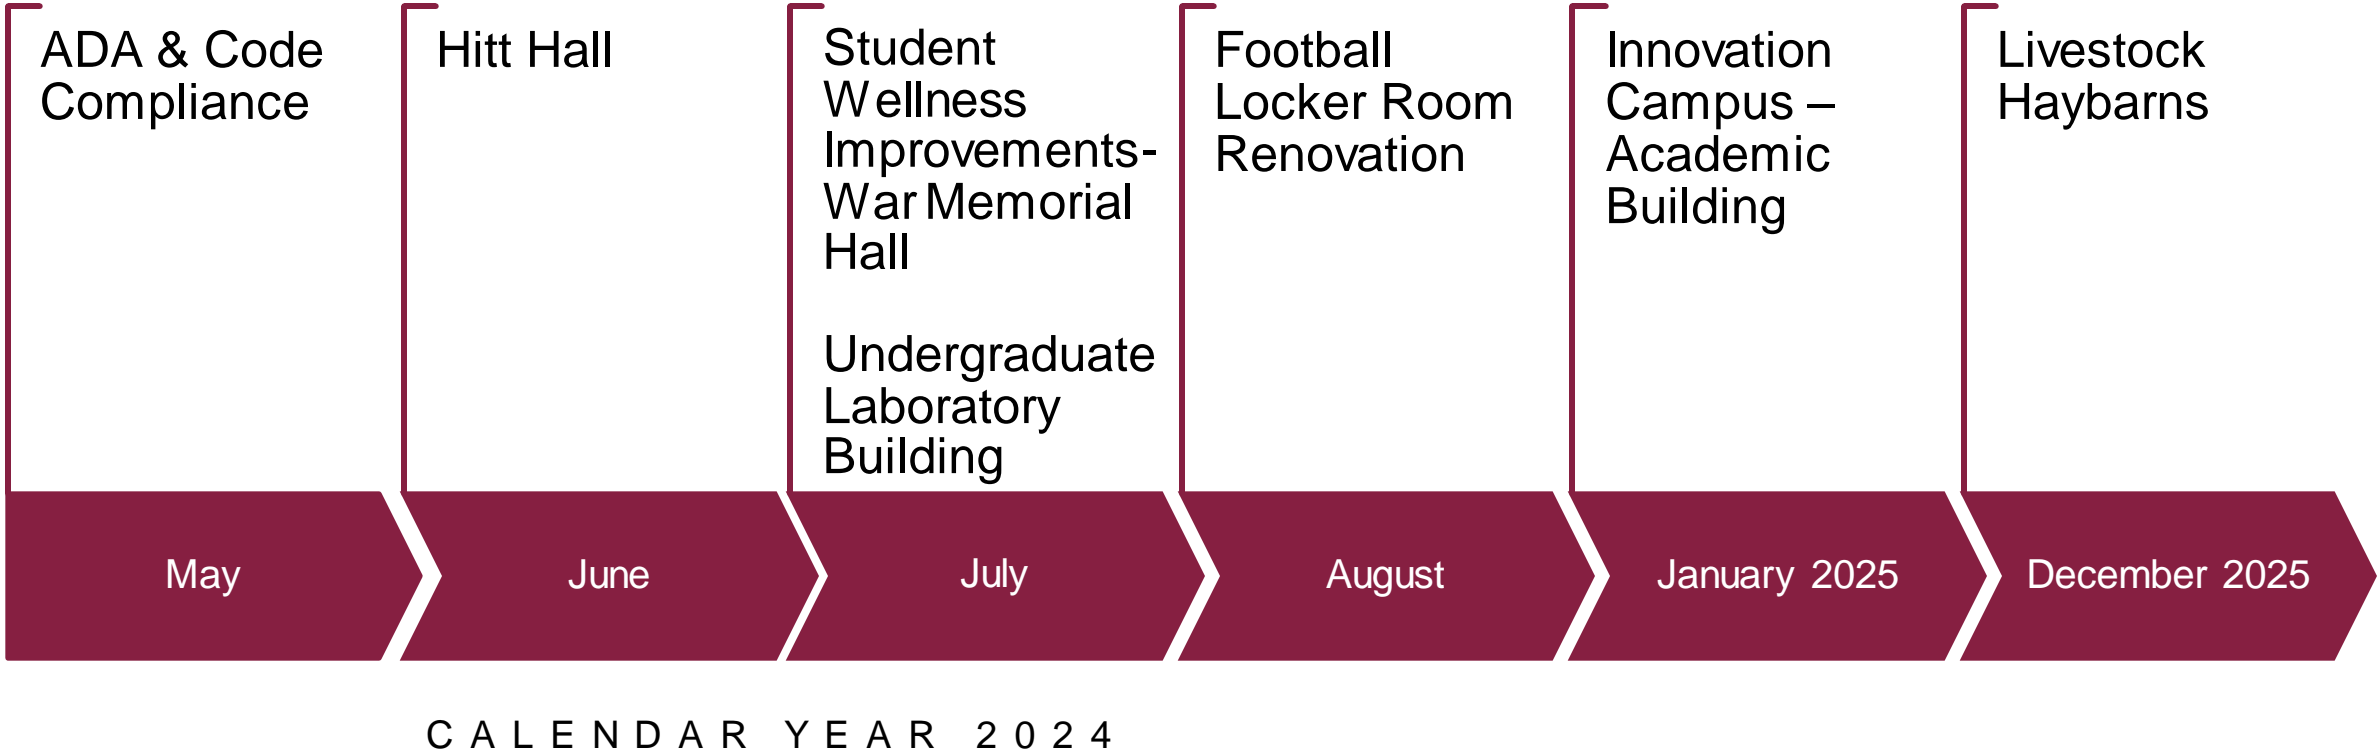 ADA & Code
Compliance
Hitt Hall
Student
Wellness
Improvements-
War Memorial
Hall
Undergraduate
Laboratory
Building
Football
Locker Room
Renovation
Innovation
Campus –
Academic
Building
Livestock
Haybarns
May
June
July
August
January 2025
December 2025
CALENDAR YEAR 2024